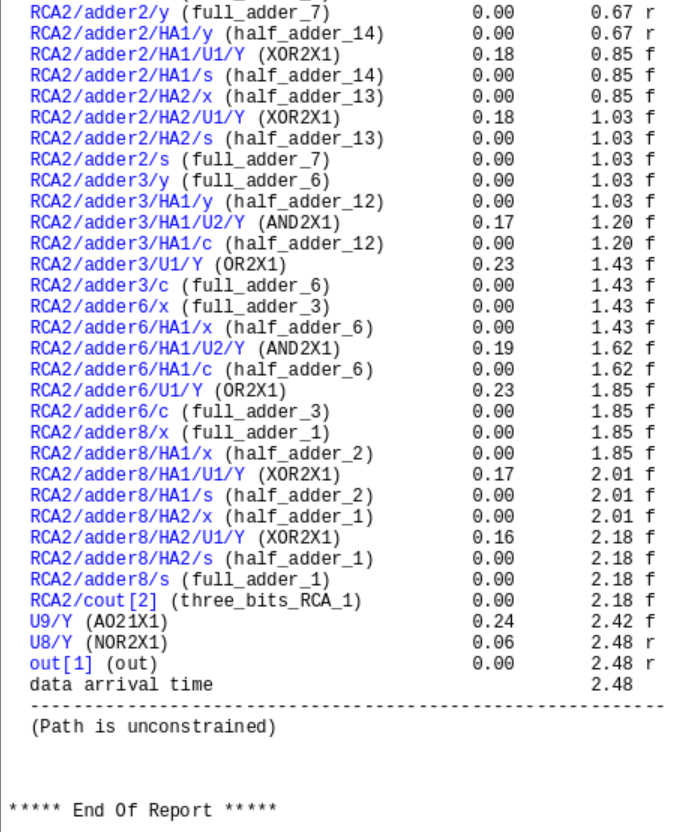 RCA2/adder2/y (full_adder_7) 0.00 0.67 r
RCA2/adder2/HA1/y (half_adder_14) 0.00 0.67 r
RCA2/adder2/HA1/U1/Y (XOR2X1) 0.18 0.85 f
RCA2/adder2/HA1/s (half_adder_14) 0.00 0.85 f
RCA2/adder2/HA2/x (half_adder_13) 0.00 0.85 f
RCA2/adder2/HA2/U1/Y (XOR2X1) 0.18 1.03 f
RCA2/adder2/HA2/s (half_adder_13) 0.00 1.03 f
RCA2/adder2/s (full_adder_7) 0.00 1.03 f
RCA2/adder3/y (full_adder_6) 0.00 1.03 f
RCA2/adder3/HA1/y (half_adder_12) 0.00 1.03 f
RCA2/adder3/HA1/U2/Y (AND2X1) 0.17 1.20 f
RCA2/adder3/HA1/c (half_adder_12) 0.00 1.20 f
RCA2/adder3/U1/Y (OR2X1) 0.23 1.43 f
RCA2/adder3/c (full_adder_6) 0.00 1.43 f
RCA2/adder6/x (full_adder_3) 0.00 1.43 f
RCA2/adder6/HA1/x (half_adder_6) 0.00 1.43 f
RCA2/adder6/HA1/U2/Y (AND2X1) 0.19 1.62 f
RCA2/adder6/HA1/c (half_adder_6) 0.00 1.62 f
RCA2/adder6/U1/Y (OR2X1) 0.23 1.85 f
RCA2/adder6/c (full_adder_3) 0.00 1.85 f
RCA2/adder8/x (full_adder_1) 0.00 1.85 f
RCA2/adder8/HA1/x (half_adder_2) 0.00 1.85 f
RCA2/adder8/HA1/U1/Y (XOR2X1) 0.17 2.01 f
RCA2/adder8/HA1/s (half_adder_2) 0.00 2.01 f
RCA2/adder8/HA2/x (half_adder_1) 0.00 2.01 f
RCA2/adder8/HA2/U1/Y (XOR2X1) 0.16 2.18 f
RCA2/adder8/HA2/s (half_adder_1) 0.00 2.18 f
RCA2/adder8/s (full_adder_1) 0.00 2.18 f
RCA2/cout[2] (three_bits_RCA_1) 0.00 2.18 f
U9/Y (AO21X1) 0.24 2.42 f
U8/Y (NOR2X1) 0.06 2.48 r
out[1] (out) 0.00 2.48 r
data arrival time 2.48
-----------------------------------------------------------
(Path is unconstrained)
***** End Of Report *****